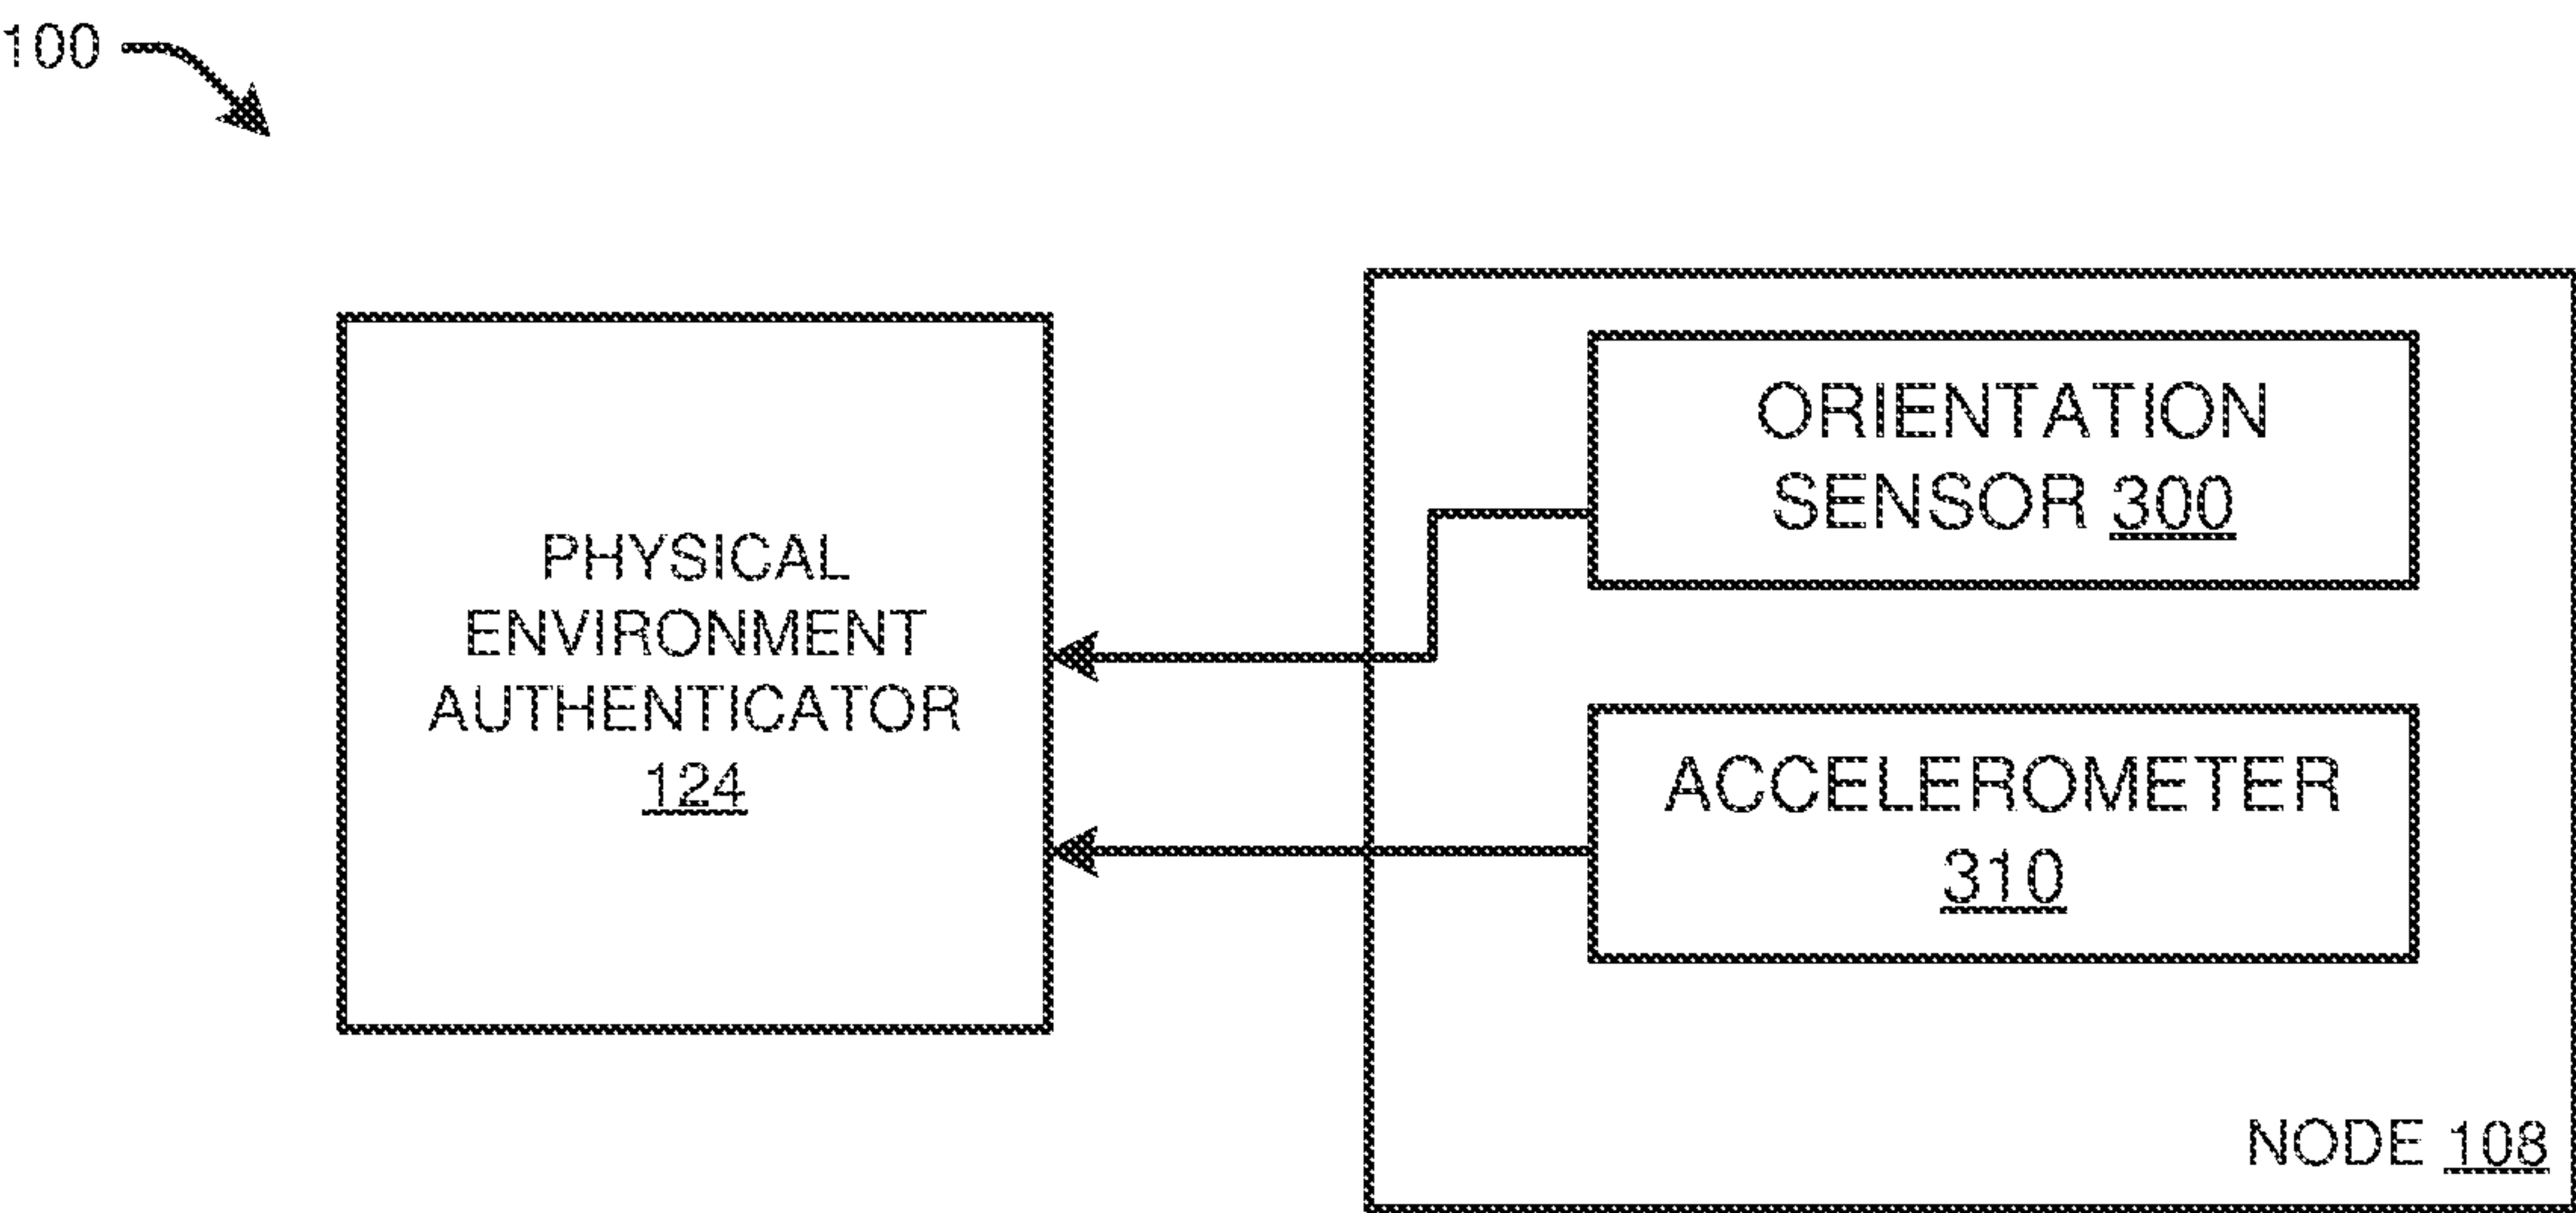 100
PHYSICAL
ENVIRONMENT
AUTHENTICATOR
124
ORIENTATION
SENSOR 300
ACCELEROMETER
310
NODE 108